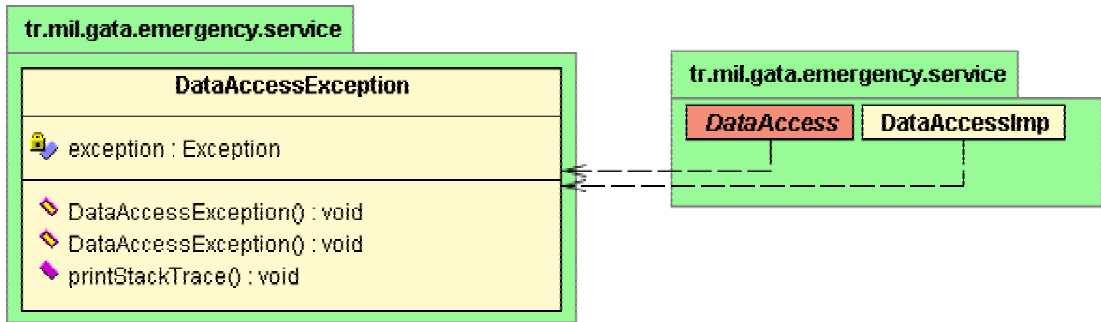 tr.mil.gata.emergency.service
DataAccessException
exception : Exception
DataAccessException() : void
DataAccessException() : void
printStackTrace() : void
tr.mil.gata.emergency.service
DataAccess
DataAccessImp